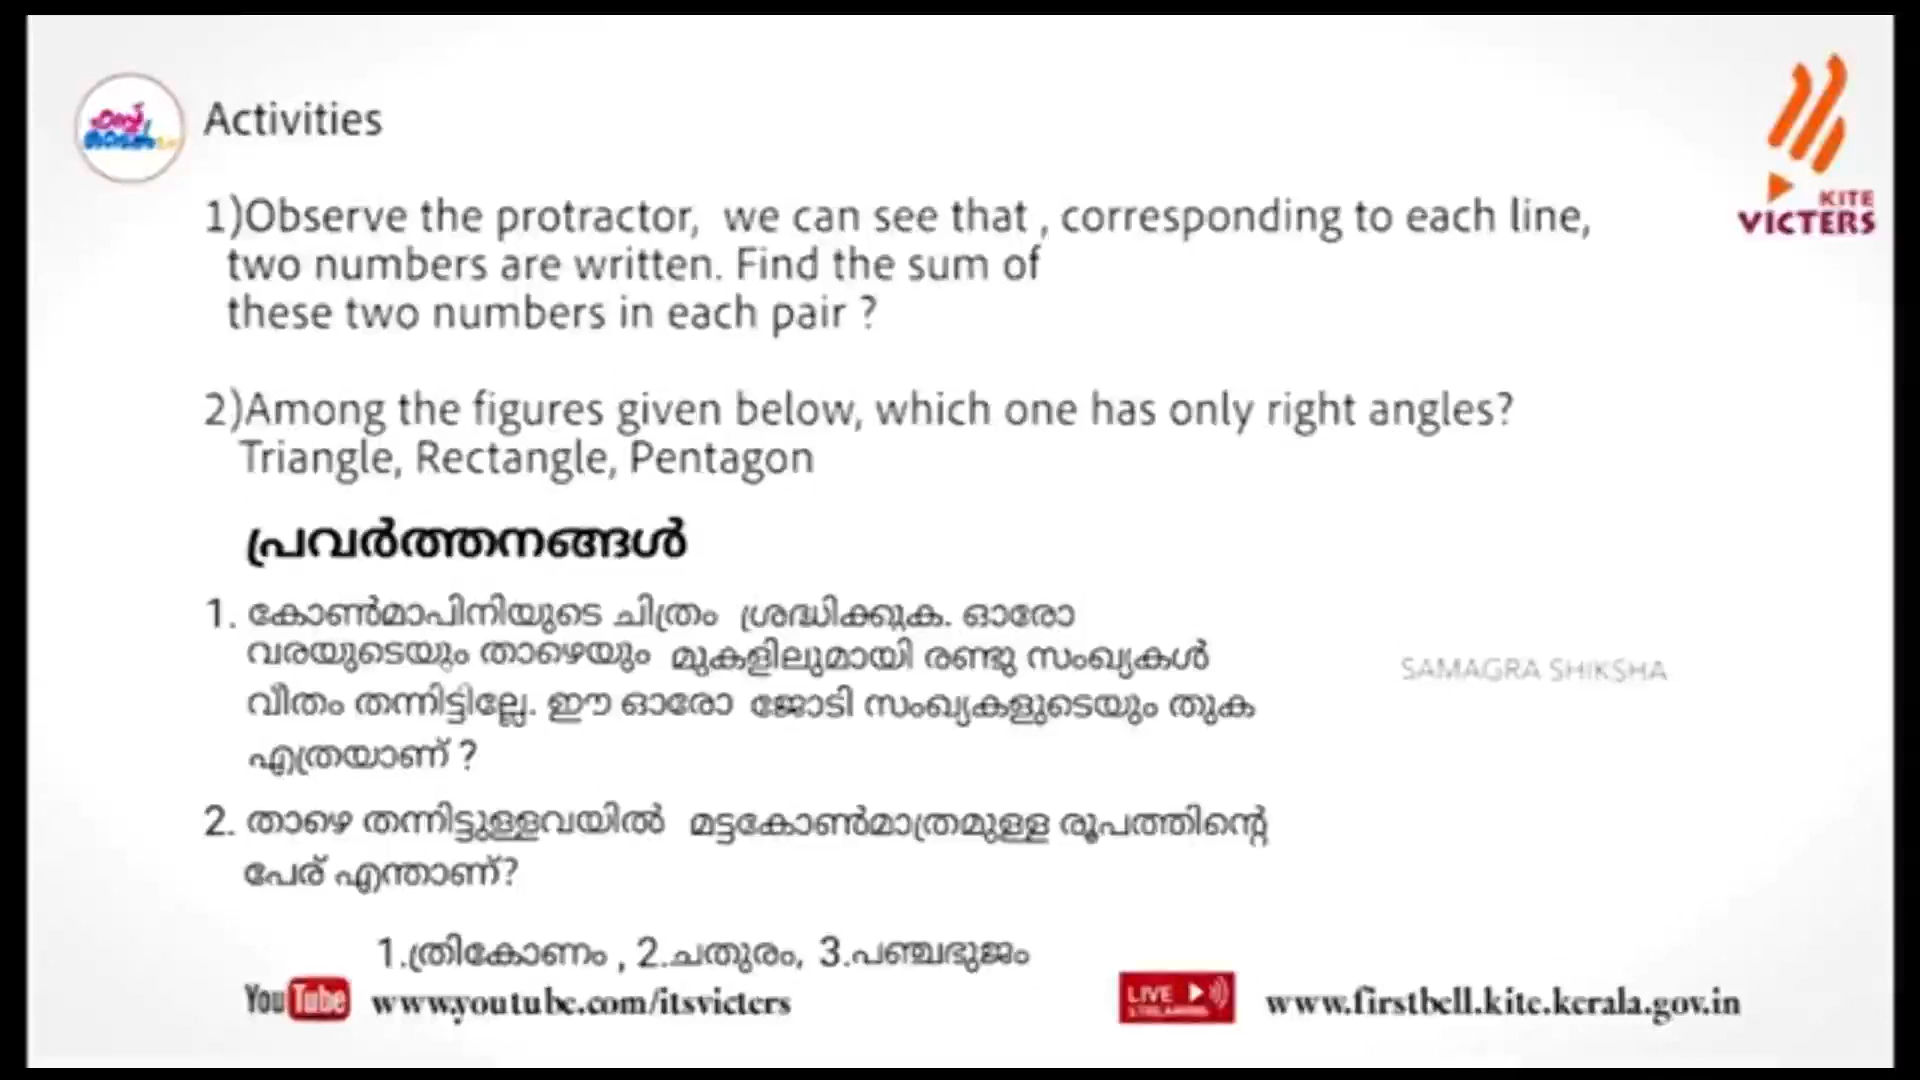 Activities
KITE
VICTERS
1)Observe the protractor, we can see that , corresponding to each line,
two numbers are written. Find the sum of
these two numbers in each pair ?
2)Among the figures given below, which one has only right angles?
Triangle, Rectangle, Pentagon
പ്രവർത്തനങ്ങൾ
1. കോൺമാപിനിയുടെ ചിത്രം ശ്രദ്ധിക്കുക. ഓരോ
വരയുടെയും താഴെയും മുകളിലുമായി രണ്ടു സംഖ്യകൾ
SAMAGRA SHIKSHA
വീതം തന്നിട്ടില്ലേ. ഈ ഓരോ ജോടി സംഖ്യകളുടെയും തുക
എത്രയാണ് ?
2. താഴെ തന്നിട്ടുള്ളവയിൽ മട്ടകോൺമാത്രമുള്ള രൂപത്തിന്റെ
പേര് എന്താണ്?
1.ത്രികോണം , 2.ചതുരം, 3.പഞ്ചഭുജം
YouTube www.youtube.com/itsvicters
LIVE www.firstbell.kite.kerala.gov.in